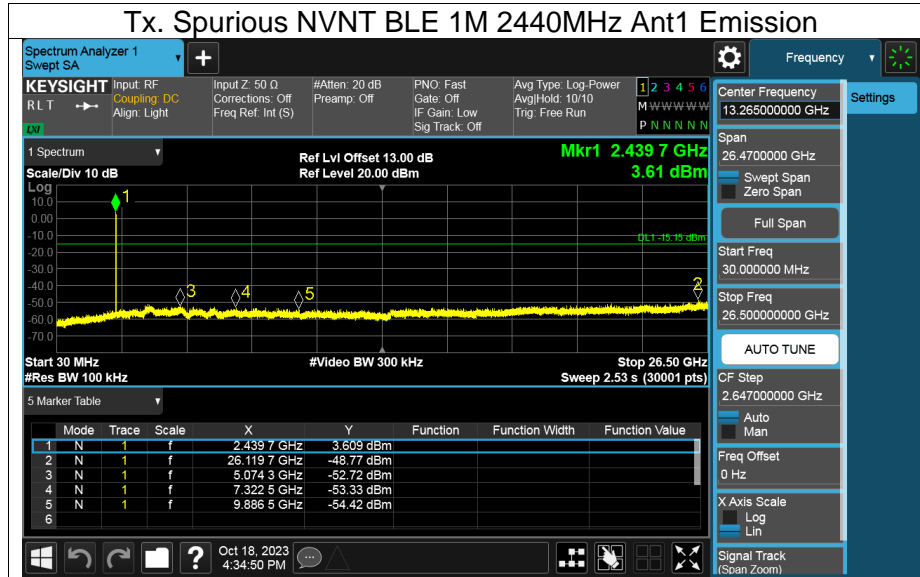 Tx. Spurious NVNT BLE 1M 2440MHz Ant1 Emission
Spectrum Analyzer 1
Swept SA
+
Frequency
KEYSIGHT
RLT
LXI
Input: RF
Coupling: DC
Align: Light
Input Z: 50 Ω
Corrections: Off
Freq Ref: Int (S)
#Atten: 20 dB
Preamp: Off
PNO: Fast
Gate: Off
IF Gain: Low
Sig Track: Off
Avg Type: Log-Power
Avg|Hold: 10/10
Trig: Free Run
1 2 3 4 5 6
M W W W W W
P N N N N N
1 Spectrum
Scale/Div 10 dB
Ref Lvl Offset 13.00 dB
Ref Level 20.00 dBm
Mkr1 2.439 7 GHz
3.61 dBm
Log
10.0
0.00
-10.0
-20.0
-30.0
-40.0
-50.0
-60.0
-70.0
1
DL1 -15.15 dBm
3
4
5
2
Start 30 MHz
#Video BW 300 kHz
Stop 26.50 GHz
#Res BW 100 kHz
Sweep 2.53 s (30001 pts)
5 Marker Table
Mode Trace Scale X Y Function Function Width Function Value
1 N 1 f 2.439 7 GHz 3.609 dBm
2 N 1 f 26.119 7 GHz -48.77 dBm
3 N 1 f 5.074 3 GHz -52.72 dBm
4 N 1 f 7.322 5 GHz -53.33 dBm
5 N 1 f 9.886 5 GHz -54.42 dBm
6
?
Oct 18, 2023
4:34:50 PM
Center Frequency
13.265000000 GHz
Span
26.4700000 GHz
Swept Span
Zero Span
Full Span
Start Freq
30.000000 MHz
Stop Freq
26.500000000 GHz
AUTO TUNE
CF Step
2.647000000 GHz
Auto
Man
Freq Offset
0 Hz
X Axis Scale
Log
Lin
Signal Track
(Span Zoom)
Settings